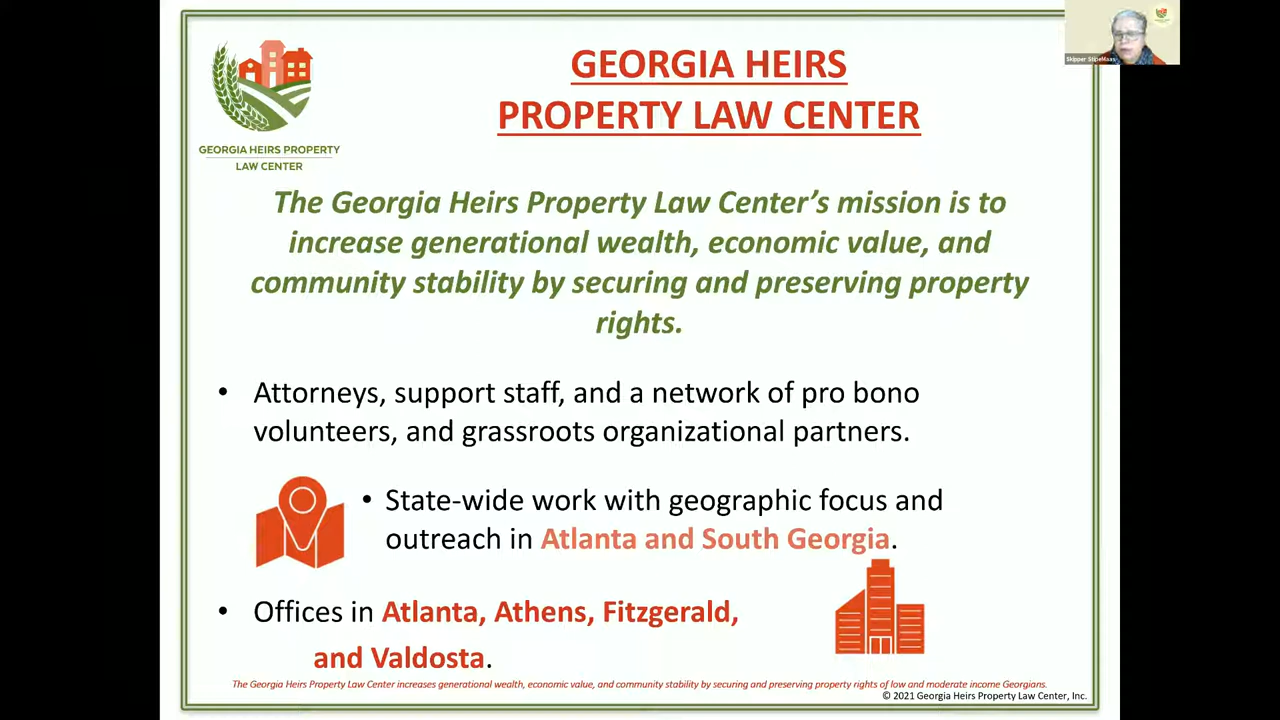 Skipper StipeMaas
GEORGIA HEIRS
PROPERTY LAW CENTER
GEORGIA HEIRS PROPERTY
LAW CENTER
The Georgia Heirs Property Law Center’s mission is to
increase generational wealth, economic value, and
community stability by securing and preserving property
rights.
• Attorneys, support staff, and a network of pro bono
volunteers, and grassroots organizational partners.
• State-wide work with geographic focus and
outreach in Atlanta and South Georgia.
• Offices in Atlanta, Athens, Fitzgerald,
and Valdosta.
The Georgia Heirs Property Law Center increases generational wealth, economic value, and community stability by securing and preserving property rights of low and moderate income Georgians.
© 2021 Georgia Heirs Property Law Center, Inc.